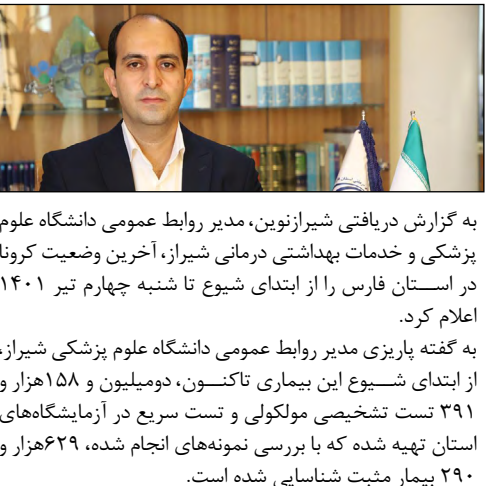 به گزارش دریافتی شیرازنوین، مدیر روابط عمومی دانشگاه علوم
پزشکی و خدمات بهداشتی درمانی شیراز، آخرین وضعیت کرونا
در اســتان فارس را از ابتدای شیوع تا شنبه چهارم تیر ۱۴۰۱
اعلام کرد.
به گفته پاریزی مدیر روابط عمومی دانشگاه علوم پزشکی شیراز،
از ابتدای شــیوع این بیماری تاکنــون، دومیلیون و ۱۵۸هزار و
۳۹۱ تست تشخیصی مولکولی و تست سریع در آزمایشگاه‌های
استان تهیه شده که با بررسی نمونه‌های انجام شده، ۶۲۹هزار و
۲۹۰ بیمار مثبت شناسایی شده است.